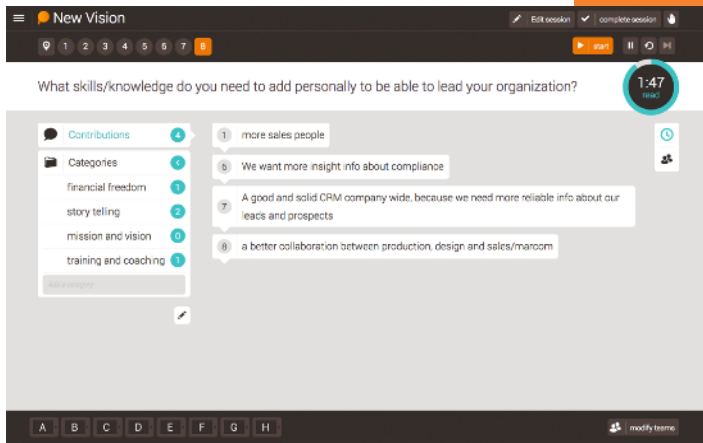 New Vision
Edit session
complete session
1 2 3 4 5 6 7 8
start
What skills/knowledge do you need to add personally to be able to lead your organization?
1:47
read
Contributions 4
Categories
financial freedom 1
story telling 2
mission and vision 0
training and coaching 1
Add a category
1 more sales people
We want more insight info about compliance
7 A good and solid CRM company wide, because we need more reliable info about our
leads and prospects
8 a better collaboration between production, design and sales/marcom
A B C D E F G H
modify teams